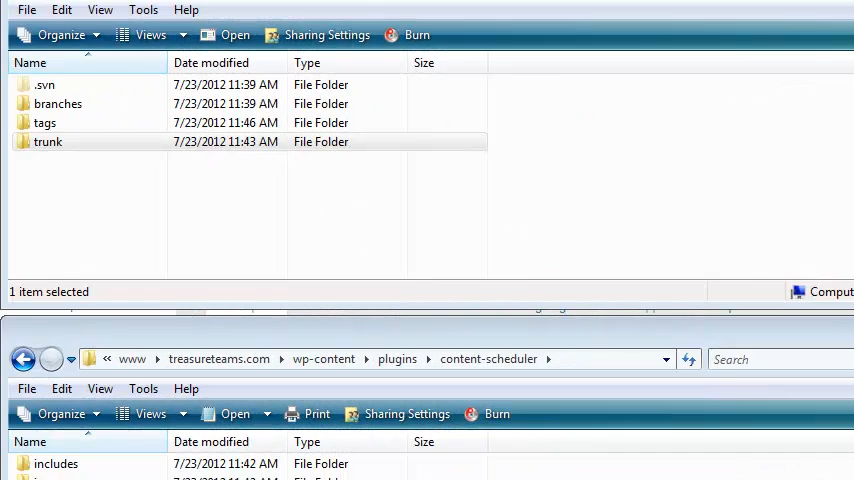 File Edit View Tools Help
Organize Views Open Sharing Settings Burn
Name Date modified Type Size
.svn 7/23/2012 11:39 AM File Folder
branches 7/23/2012 11:39 AM File Folder
tags 7/23/2012 11:46 AM File Folder
trunk 7/23/2012 11:43 AM File Folder
1 item selected Comput
« www treasureteams.com wp-content plugins content-scheduler Search
File Edit View Tools Help
Organize Views Open Print Sharing Settings Burn
Name Date modified Type Size
includes 7/23/2012 11:42 AM File Folder